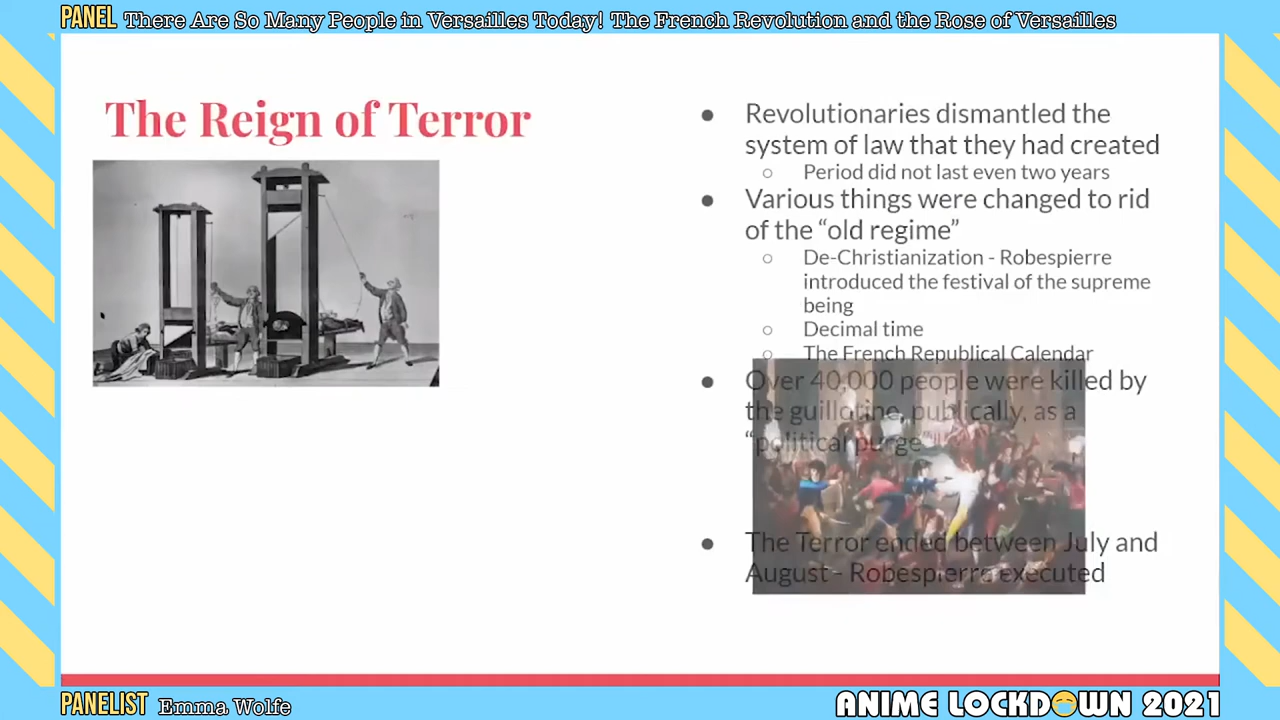 PANEL There Are So Many People in Versailles Today! The French Revolution and the Rose of Versailles
The Reign of Terror
● Revolutionaries dismantled the
system of law that they had created
○ Period did not last even two years
● Various things were changed to rid
of the “old regime”
○ De-Christianization - Robespierre
introduced the festival of the supreme
being
○ Decimal time
○ The French Republical Calendar
● Over 40,000 people were killed by
the guillotine, publically, as a
“political purge”
● The Terror ended between July and
August - Robespierre executed
PANELIST Emma Wolfe
ANIME LOCKDOWN 2021